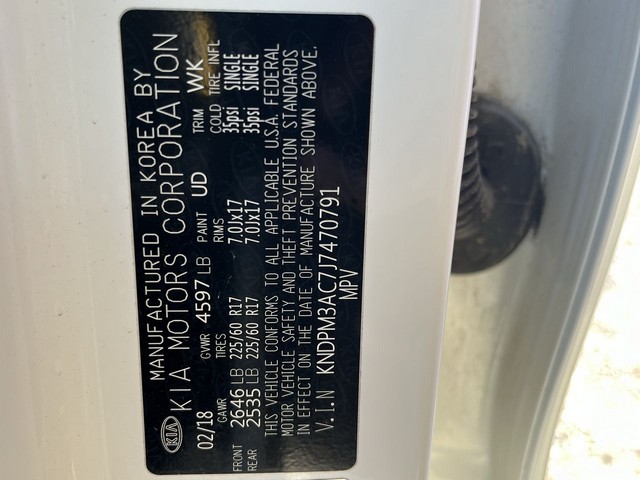 KIA
MANUFACTURED IN KOREA BY
KIA MOTORS CORPORATION
02/18 GVWR 4597 LB PAINT UD TRIM WK
GAWR TIRES RIMS COLD TIRE INFL
FRONT 2646 LB 225/60 R17 7.0Jx17 35psi SINGLE
REAR 2535 LB 225/60 R17 7.0Jx17 35psi SINGLE
THIS VEHICLE CONFORMS TO ALL APPLICABLE U.S.A. FEDERAL
MOTOR VEHICLE SAFETY AND THEFT PREVENTION STANDARDS
IN EFFECT ON THE DATE OF MANUFACTURE SHOWN ABOVE.
V.I.N KNDPM3AC7J7470791
MPV